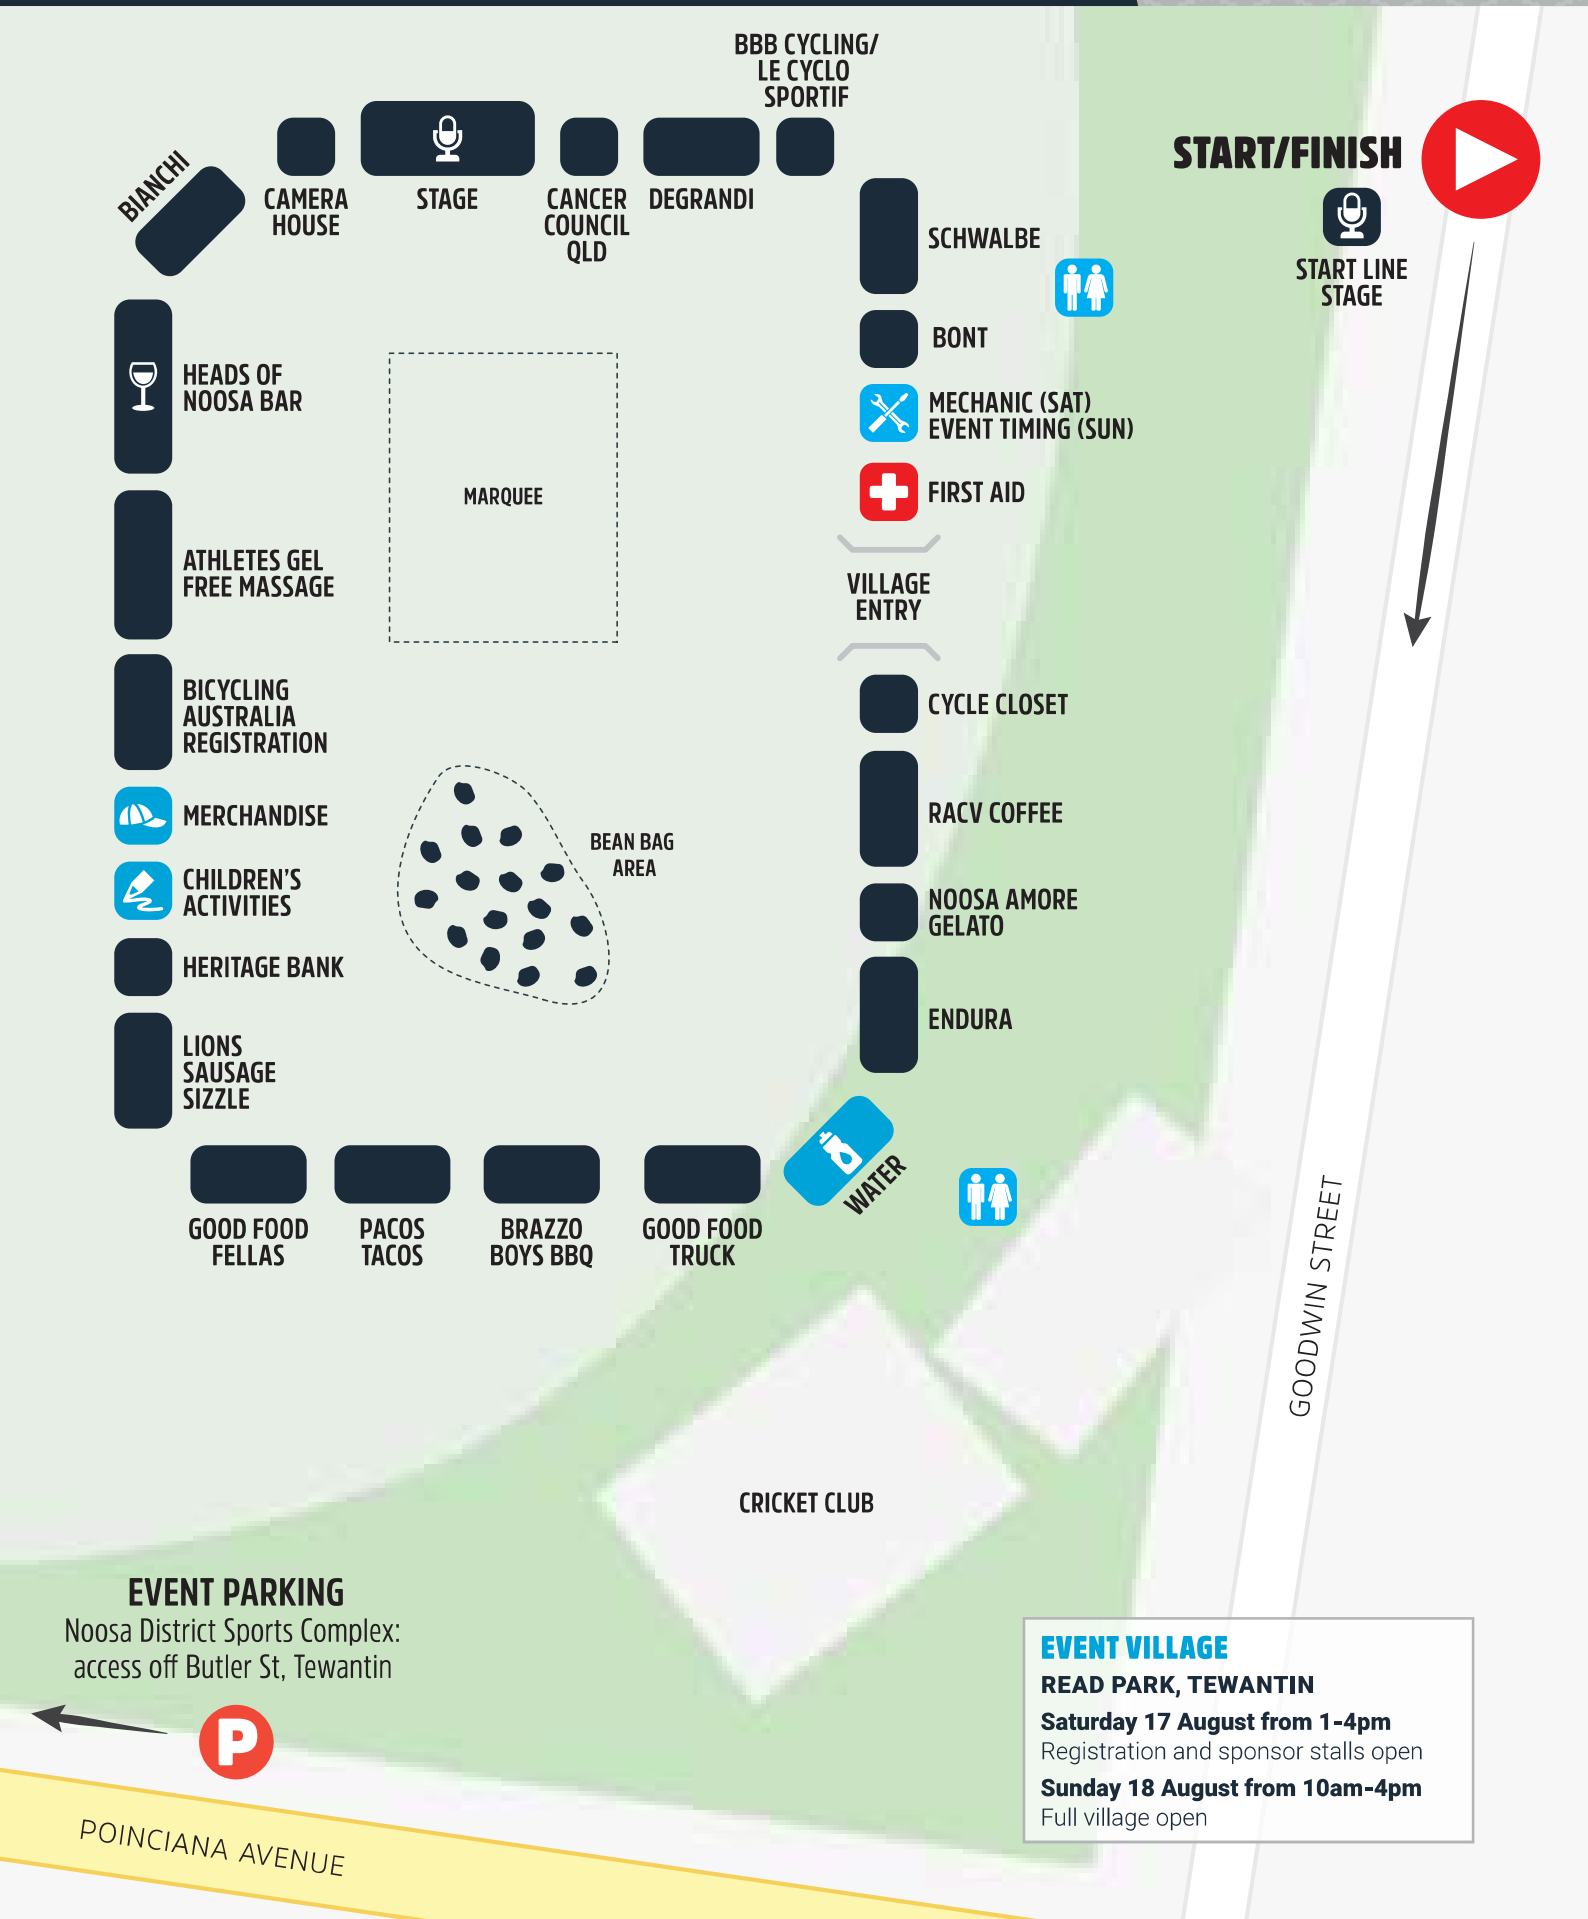 BBB CYCLING/
LE CYCLO
SPORTIF
START/FINISH
START LINE
STAGE
BIANCHI
CAMERA
HOUSE
STAGE
CANCER
COUNCIL
QLD
DEGRANDI
SCHWALBE
BONT
MECHANIC (SAT)
EVENT TIMING (SUN)
FIRST AID
VILLAGE
ENTRY
HEADS OF
NOOSA BAR
MARQUEE
ATHLETES GEL
FREE MASSAGE
BICYCLING
AUSTRALIA
REGISTRATION
MERCHANDISE
CHILDREN'S
ACTIVITIES
HERITAGE BANK
LIONS
SAUSAGE
SIZZLE
BEAN BAG
AREA
CYCLE CLOSET
RACV COFFEE
NOOSA AMORE
GELATO
ENDURA
WATER
GOOD FOOD
FELLAS
PACOS
TACOS
BRAZZO
BOYS BBQ
GOOD FOOD
TRUCK
GOODWIN STREET
CRICKET CLUB
EVENT PARKING
Noosa District Sports Complex:
access off Butler St, Tewantin
P
POINCIANA AVENUE
EVENT VILLAGE
READ PARK, TEWANTIN
Saturday 17 August from 1-4pm
Registration and sponsor stalls open
Sunday 18 August from 10am-4pm
Full village open